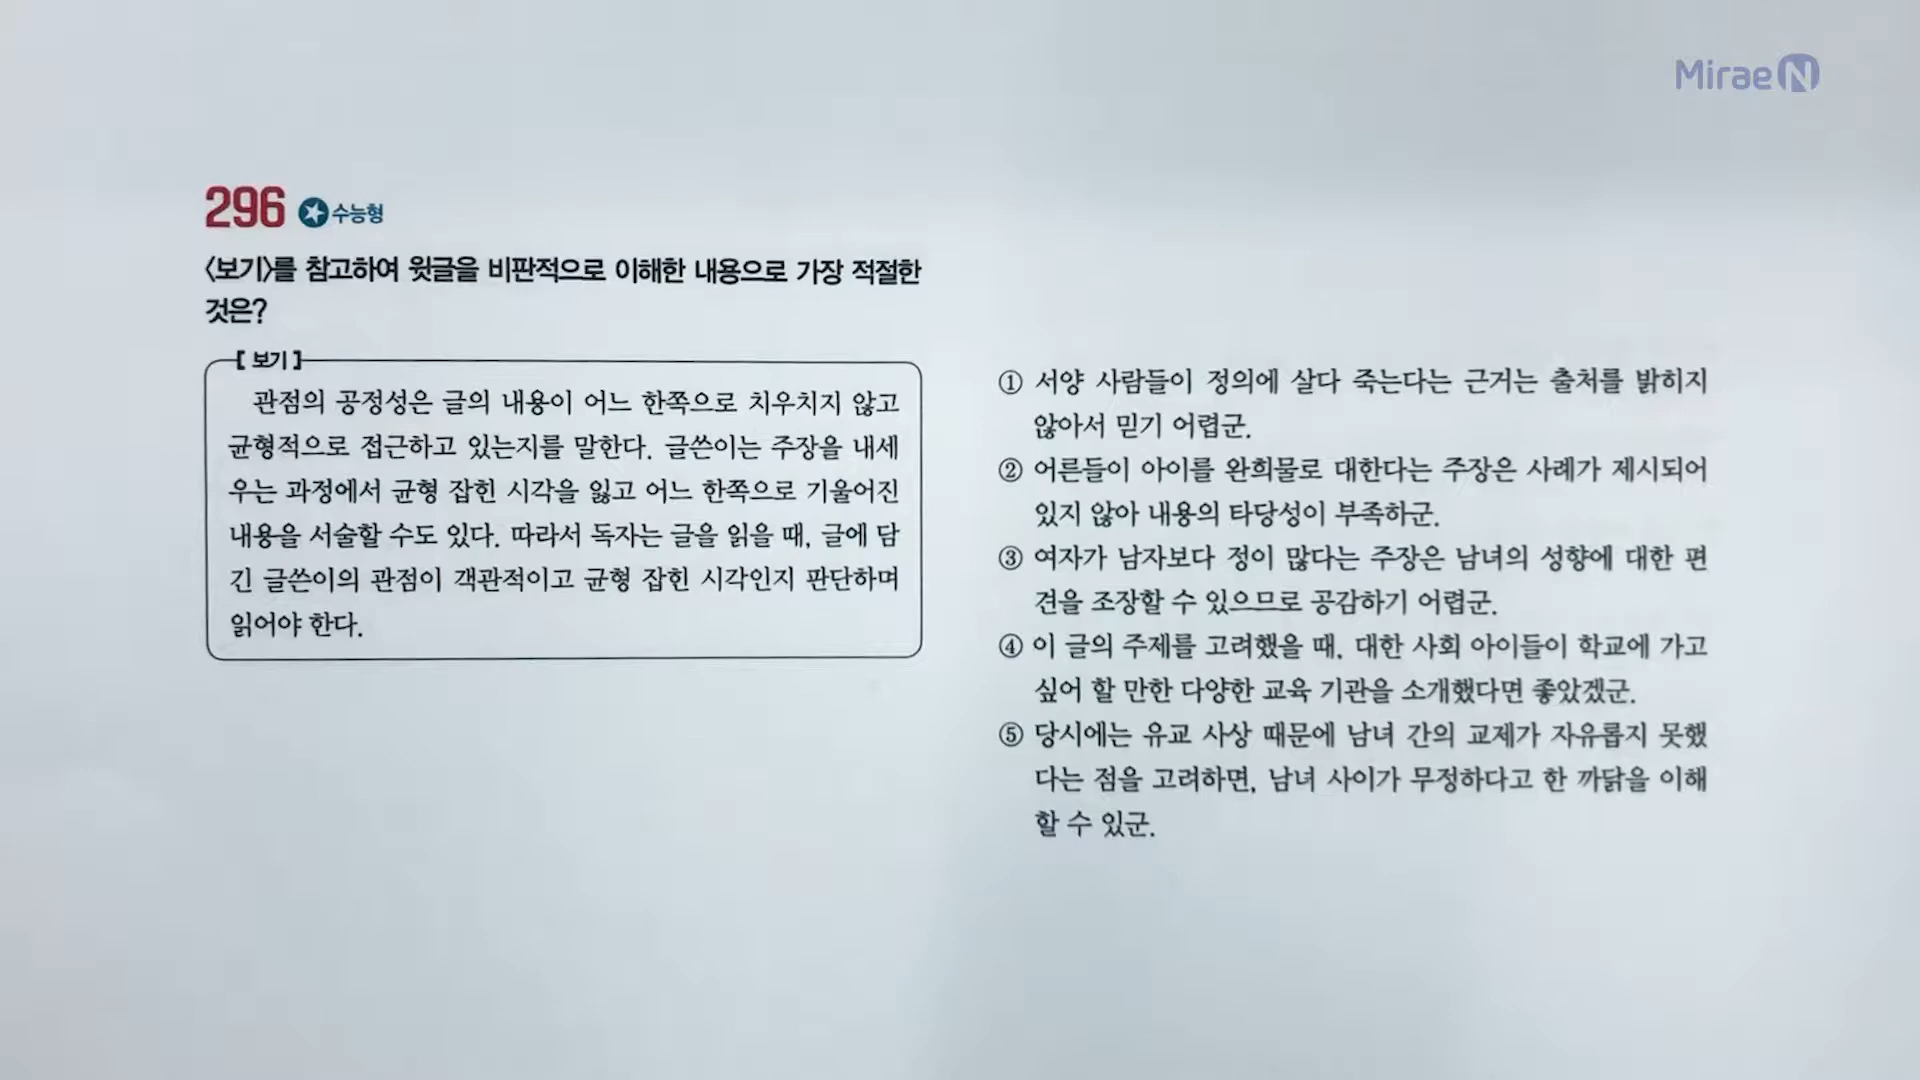 MiraeN
296 수능형
<보기>를 참고하여 윗글을 비판적으로 이해한 내용으로 가장 적절한
것은?
[보기]
관점의 공정성은 글의 내용이 어느 한쪽으로 치우치지 않고
균형적으로 접근하고 있는지를 말한다. 글쓴이는 주장을 내세
우는 과정에서 균형 잡힌 시각을 잃고 어느 한쪽으로 기울어진
내용을 서술할 수도 있다. 따라서 독자는 글을 읽을 때, 글에 담
긴 글쓴이의 관점이 객관적이고 균형 잡힌 시각인지 판단하며
읽어야 한다.
① 서양 사람들이 정의에 살다 죽는다는 근거는 출처를 밝히지
않아서 믿기 어렵군.
② 어른들이 아이를 완희물로 대한다는 주장은 사례가 제시되어
있지 않아 내용의 타당성이 부족하군.
③ 여자가 남자보다 정이 많다는 주장은 남녀의 성향에 대한 편
견을 조장할 수 있으므로 공감하기 어렵군.
④ 이 글의 주제를 고려했을 때, 대한 사회 아이들이 학교에 가고
싶어 할 만한 다양한 교육 기관을 소개했다면 좋았겠군.
⑤ 당시에는 유교 사상 때문에 남녀 간의 교제가 자유롭지 못했
다는 점을 고려하면, 남녀 사이가 무정하다고 한 까닭을 이해
할 수 있군.